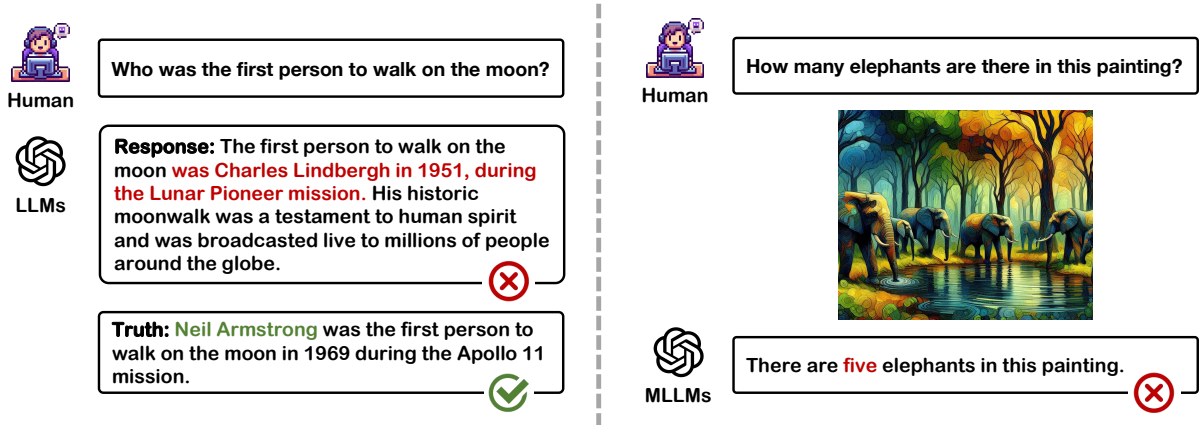 Human
Who was the first person to walk on the moon?
LLMs
Response: The first person to walk on the
moon was Charles Lindbergh in 1951, during
the Lunar Pioneer mission. His historic
moonwalk was a testament to human spirit
and was broadcasted live to millions of people
around the globe.
Truth: Neil Armstrong was the first person to
walk on the moon in 1969 during the Apollo 11
mission.
Human
How many elephants are there in this painting?
MLLMs
There are five elephants in this painting.